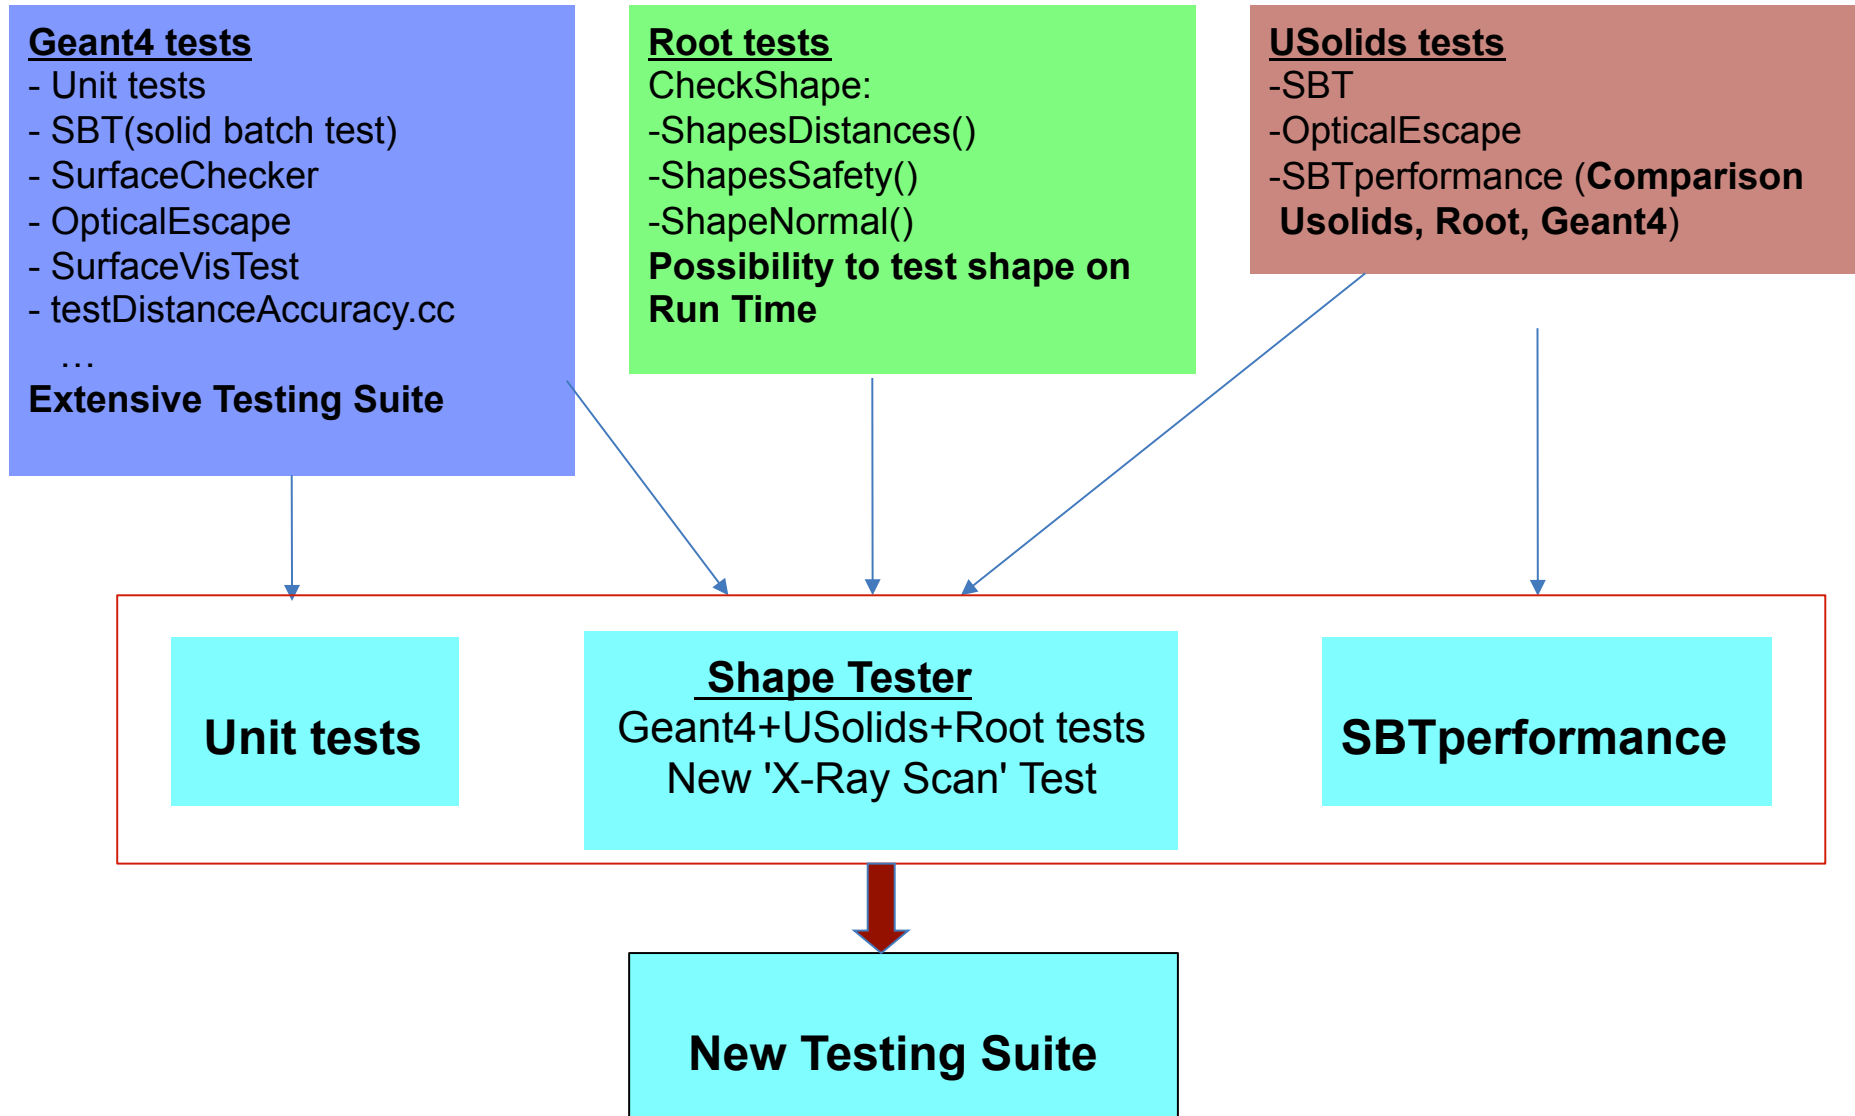 Geant4 tests
- Unit tests
- SBT(solid batch test)
- SurfaceChecker
- OpticalEscape
- SurfaceVisTest
- testDistanceAccuracy.cc
...
Extensive Testing Suite
Root tests
CheckShape:
-ShapesDistances()
-ShapesSafety()
-ShapeNormal()
Possibility to test shape on
Run Time
USolids tests
-SBT
-OpticalEscape
-SBTperformance (Comparison
Usolids, Root, Geant4)
Unit tests
Shape Tester
Geant4+USolids+Root tests
New 'X-Ray Scan' Test
SBTperformance
New Testing Suite